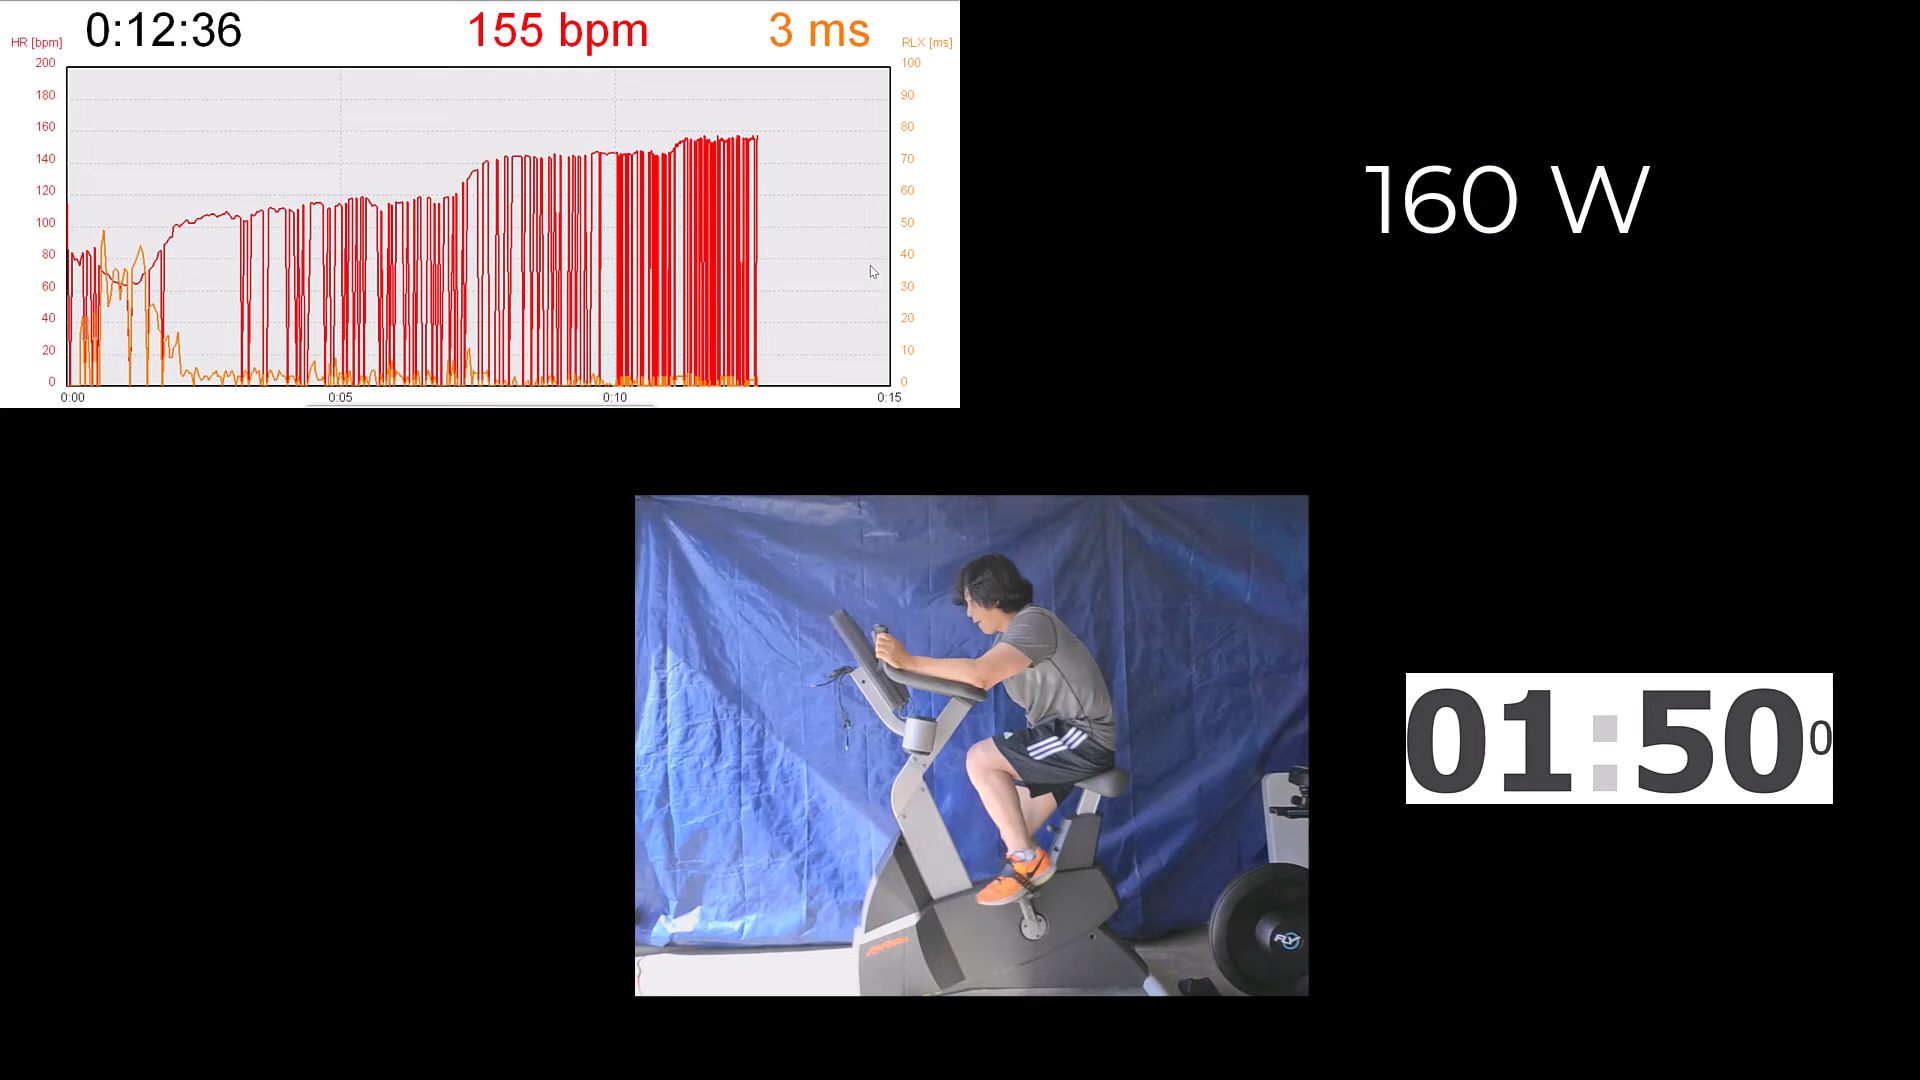 0:12:36 155 bpm 3 ms
HR [bpm] RLX [ms]
200 100
180 90
160 80
140 70
120 60
100 50
80 40
60 30
40 20
20 10
0 0
0:00 0:05 0:10 0:15
160 W
01:50 0
FLY